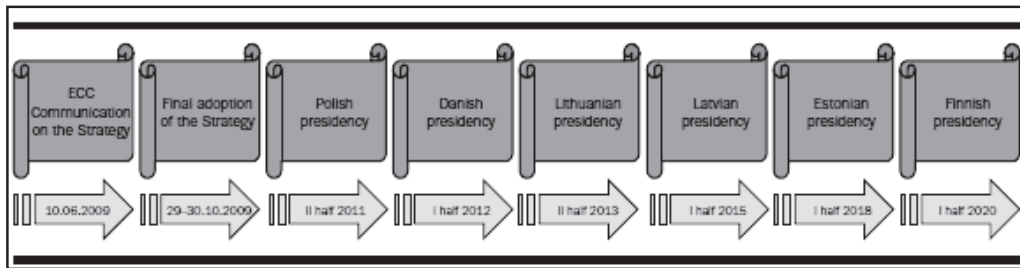 ECC
Communication
on the Strategy
Final adoption
of the Strategy
Polish
presidency
Danish
presidency
Lithuanian
presidency
Latvian
presidency
Estonian
presidency
Finnish
presidency
10.06.2009
29–30.10.2009
II half 2011
I half 2012
II half 2013
I half 2015
I half 2018
I half 2020